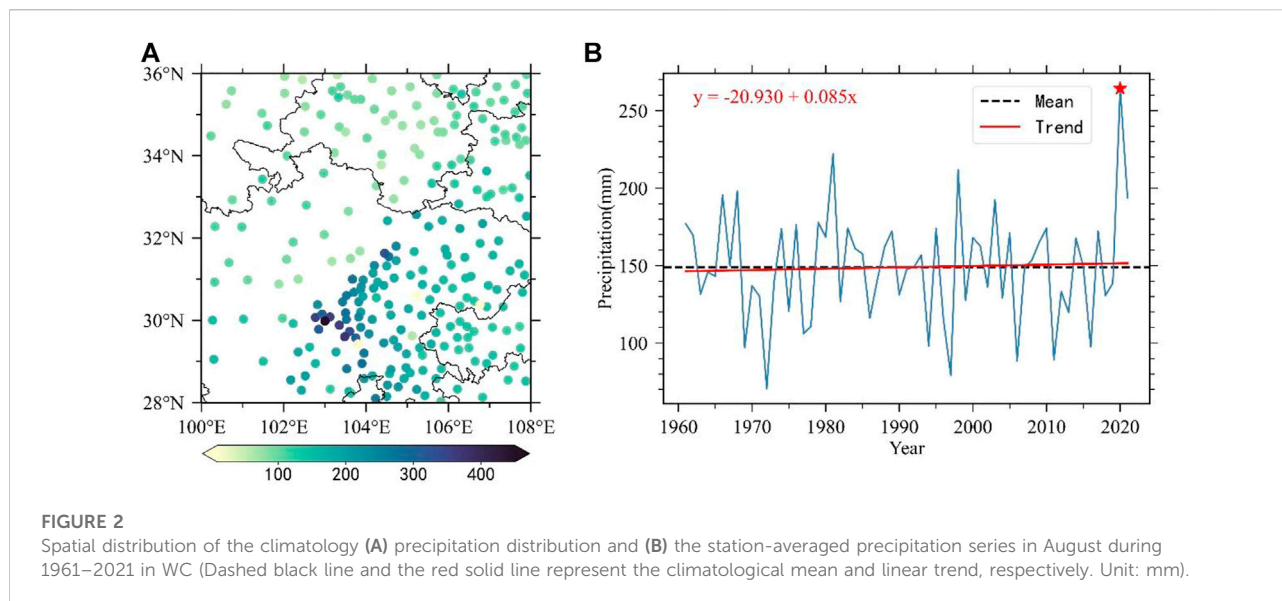 A
36°N
34°N
32°N
30°N
28°N
100°E 102°E 104°E 106°E 108°E
100 200 300 400
B
y = -20.930 + 0.085x
Mean
Trend
Precipitation(mm)
250
200
150
100
1960 1970 1980 1990 2000 2010 2020
Year
FIGURE 2
Spatial distribution of the climatology (A) precipitation distribution and (B) the station-averaged precipitation series in August during
1961–2021 in WC (Dashed black line and the red solid line represent the climatological mean and linear trend, respectively. Unit: mm).